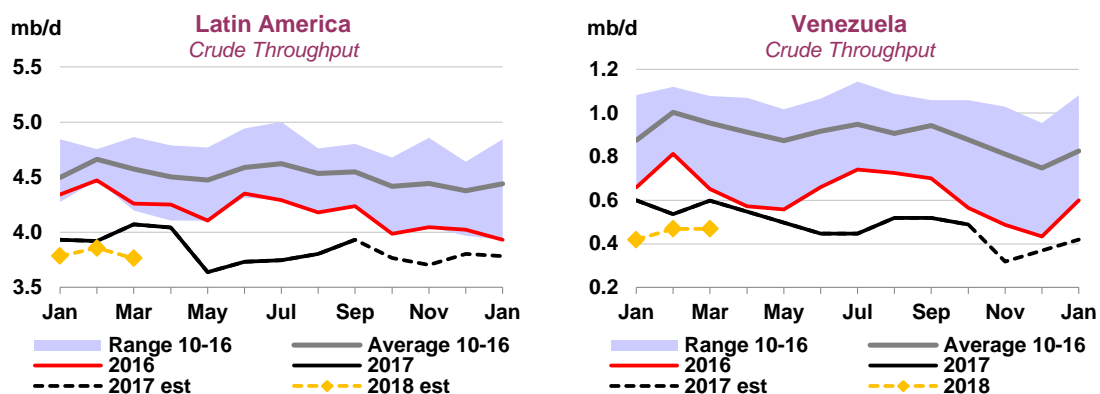 mb/d
Latin America
Crude Throughput
5.5
5.0
4.5
4.0
3.5
Jan Mar May Jul Sep Nov Jan
Range 10-16 Average 10-16
2016 2017
2017 est 2018 est
mb/d
Venezuela
Crude Throughput
1.2
1.0
0.8
0.6
0.4
0.2
Jan Mar May Jul Sep Nov Jan
Range 10-16 Average 10-16
2016 2017
2017 est 2018